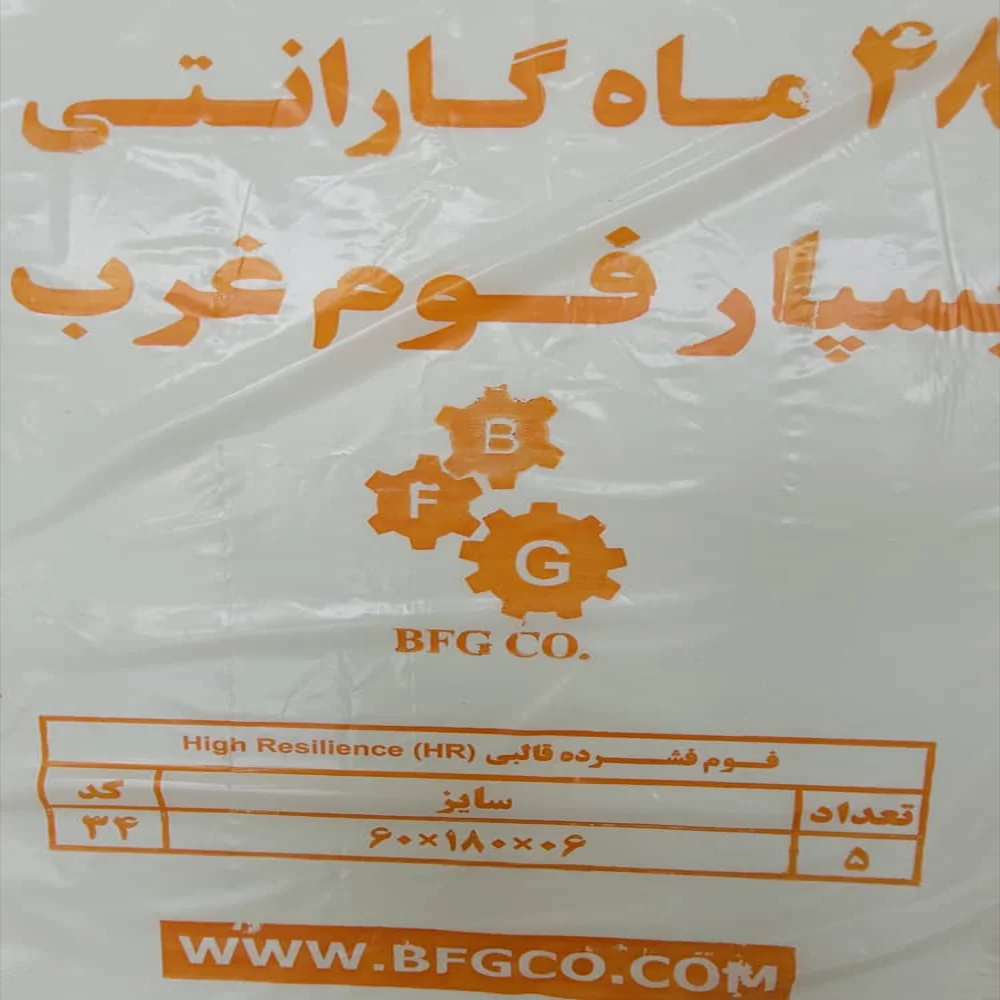 ۴۸ ماه گارانتی
بسپار فوم غرب
B
F
G
BFG CO.
فوم فشرده قالبی High Resilience (HR)
تعداد سایز کد
۵ ۶۰×۱۸۰×۰۶ ۳۴
WWW.BFGCO.COM